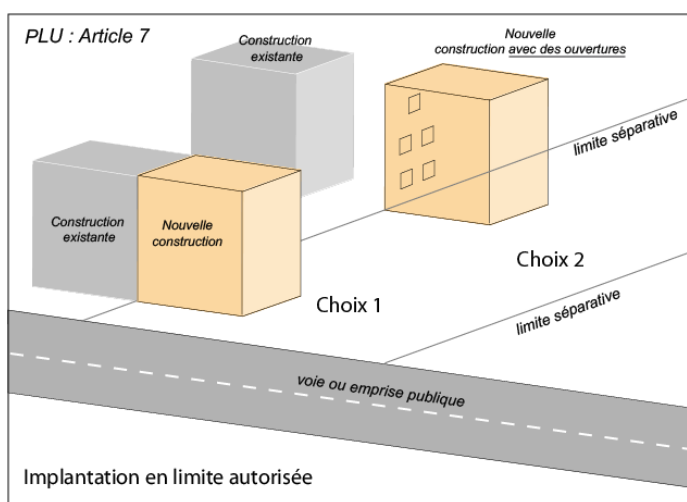 PLU : Article 7
Construction
existante
Nouvelle
construction avec des ouvertures
limite séparative
Construction
existante
Nouvelle
construction
Choix 2
Choix 1
limite séparative
voie ou emprise publique
Implantation en limite autorisée